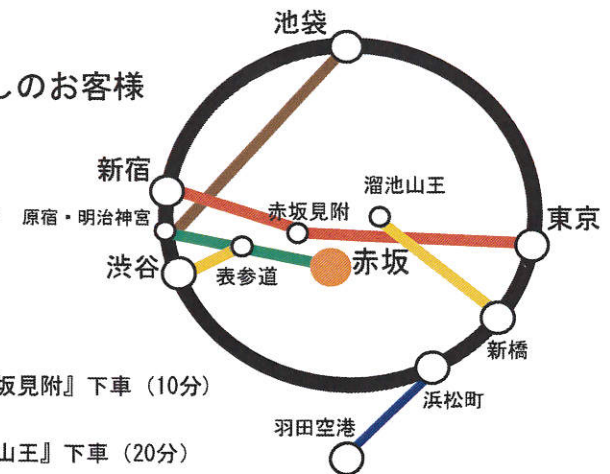 池袋
しのお客様
新宿
溜池山王
赤坂見附
原宿・明治神宮
東京
渋谷
表参道
赤坂
新橋
坂見附』下車（10分）
浜松町
羽田空港
山王』下車（20分）